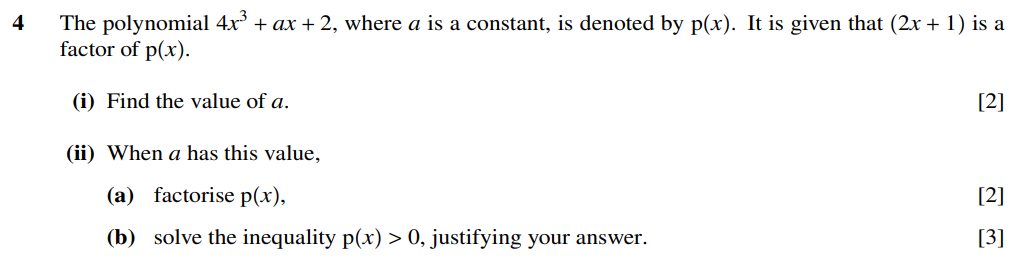 4 The polynomial 4x³ + ax + 2, where a is a constant, is denoted by p(x). It is given that (2x + 1) is a
factor of p(x).
(i) Find the value of a. [2]
(ii) When a has this value,
(a) factorise p(x), [2]
(b) solve the inequality p(x) > 0, justifying your answer. [3]